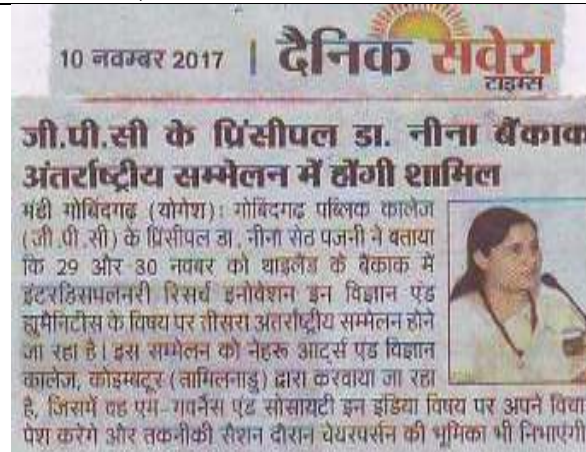 10 नवम्बर 2017 | दैनिक सवेरा
टाइम्स
जी.पी.सी के प्रिंसीपल डा. नीना बैंकाक
अंतर्राष्ट्रीय सम्मेलन में होंगी शामिल
मंडी गोबिंदगढ़ (योगेश): गोबिंदगढ़ पब्लिक कालेज
(जी.पी.सी) के प्रिंसीपल डा. नीना सेठ पजनी ने बताया
कि 29 और 30 नवंबर को थाइलैंड के बैंकाक में
इंटरडिसपलनरी रिसर्च इनोवेशन इन विज्ञान एंड
ह्युमैनिटीस के विषय पर तीसरा अंतर्राष्ट्रीय सम्मेलन होने
जा रहा है। इस सम्मेलन को नेहरू आर्ट्स एंड विज्ञान
कालेज, कोइम्बटूर (तामिलनाडु) द्वारा करवाया जा रहा
है, जिसमें वह एम-गवर्नेंस एंड सोसायटी इन इंडिया विषय पर अपने विचा
पेश करेंगे और तकनीकी सैशन दौरान चेयरपर्सन की भूमिका भी निभाएंगी